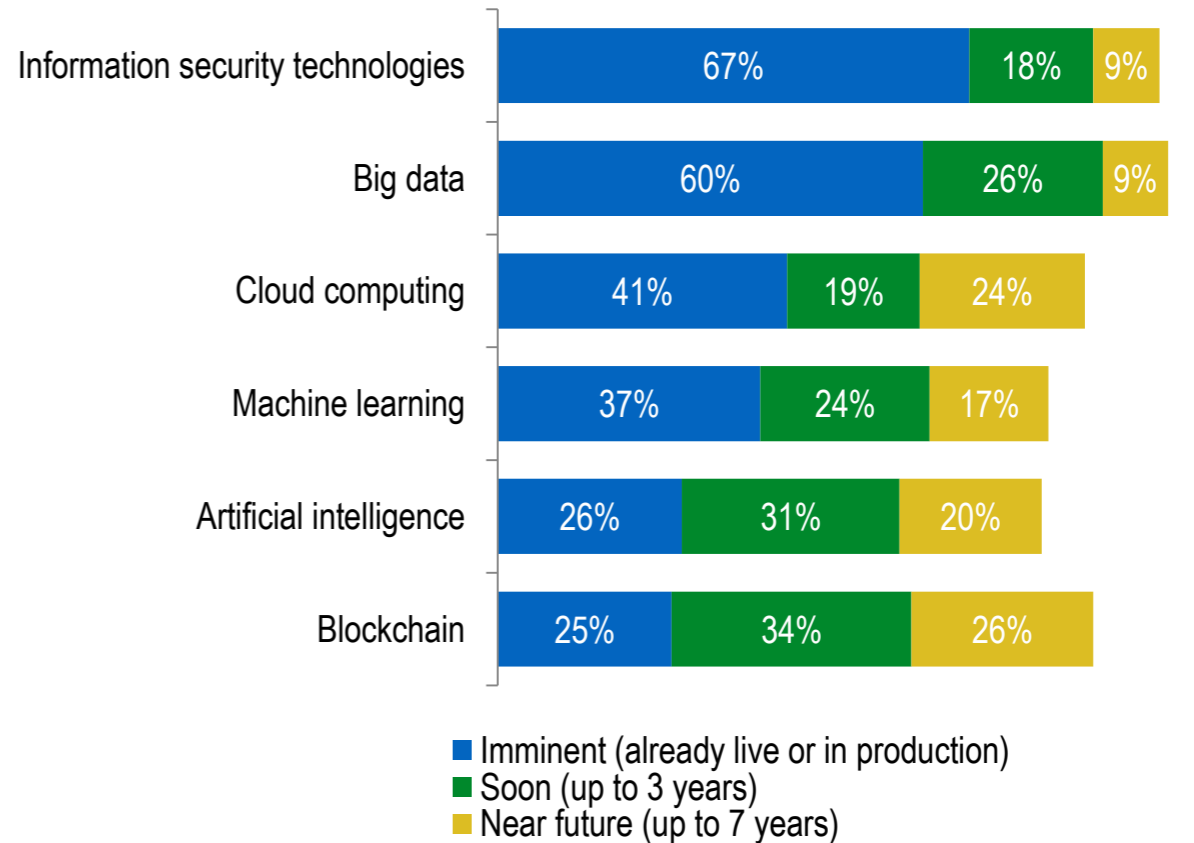 Information security technologies 67% 18% 9%
Big data 60% 26% 9%
Cloud computing 41% 19% 24%
Machine learning 37% 24% 17%
Artificial intelligence 26% 31% 20%
Blockchain 25% 34% 26%
Imminent (already live or in production)
Soon (up to 3 years)
Near future (up to 7 years)